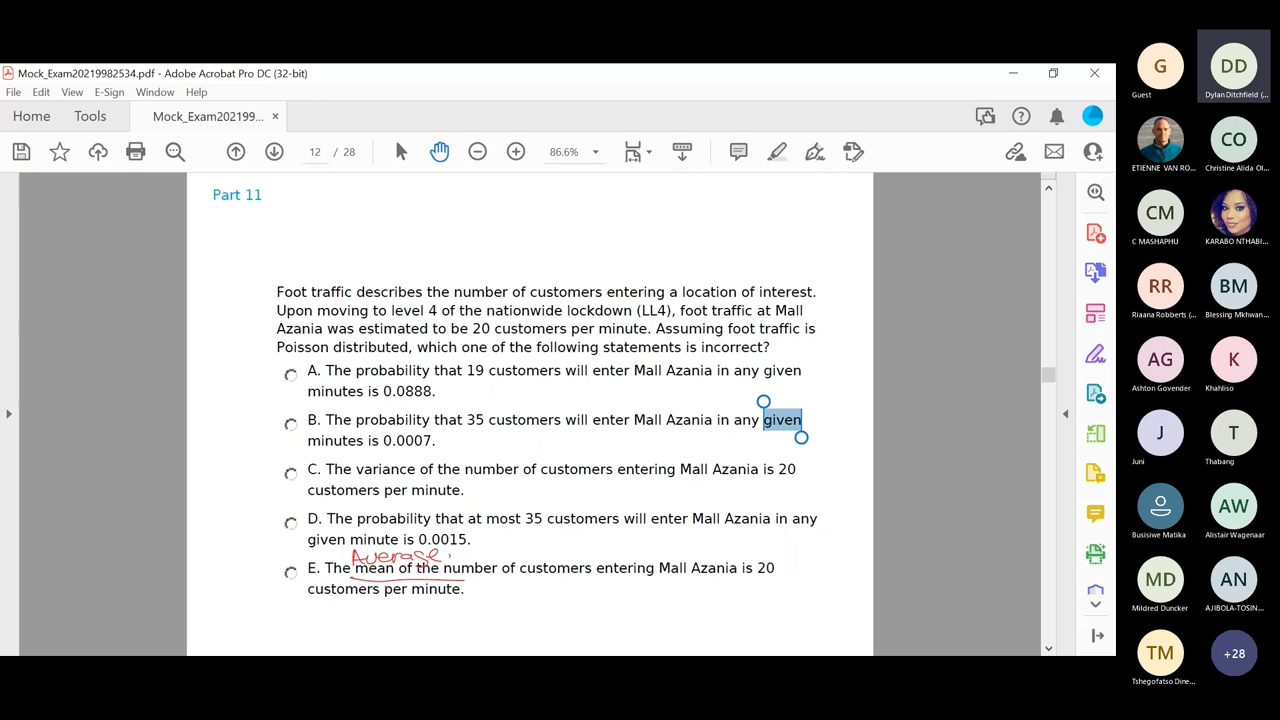 Mock_Exam20219982534.pdf - Adobe Acrobat Pro DC (32-bit)
File Edit View E-Sign Window Help
Home Tools Mock_Exam202199...
12 / 28 86.6%
Part 11
Foot traffic describes the number of customers entering a location of interest.
Upon moving to level 4 of the nationwide lockdown (LL4), foot traffic at Mall
Azania was estimated to be 20 customers per minute. Assuming foot traffic is
Poisson distributed, which one of the following statements is incorrect?
A. The probability that 19 customers will enter Mall Azania in any given
minutes is 0.0888.
B. The probability that 35 customers will enter Mall Azania in any given
minutes is 0.0007.
C. The variance of the number of customers entering Mall Azania is 20
customers per minute.
D. The probability that at most 35 customers will enter Mall Azania in any
given minute is 0.0015.
Average
E. The mean of the number of customers entering Mall Azania is 20
customers per minute.
G DD
Guest Dylan Ditchfield (...
CO
ETIENNE VAN RO... Christine Alida Ol...
CM
C MASHAPHU KARABO NTHABI...
RR BM
Riaana Robberts (... Blessing Mkhwan...
AG K
Ashton Govender Khahliso
J T
Juni Thabang
AW
Busisiwe Matika Alistair Wagenaar
MD AN
Mildred Duncker AJIBOLA-TOSIN...
TM +28
Tshegofatso Dine...